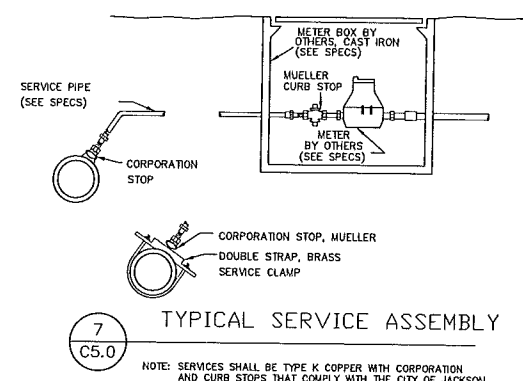 METER BOX BY
OTHERS, CAST IRON
(SEE SPECS)
MUELLER
CURB STOP
SERVICE PIPE
(SEE SPECS)
METER
BY OTHERS
(SEE SPECS)
CORPORATION
STOP
CORPORATION STOP, MUELLER
DOUBLE STRAP, BRASS
SERVICE CLAMP
7
C5.0
TYPICAL SERVICE ASSEMBLY
NOTE: SERVICES SHALL BE TYPE K COPPER WITH CORPORATION
AND CURB STOPS THAT COMPLY WITH THE CITY OF JACKSON